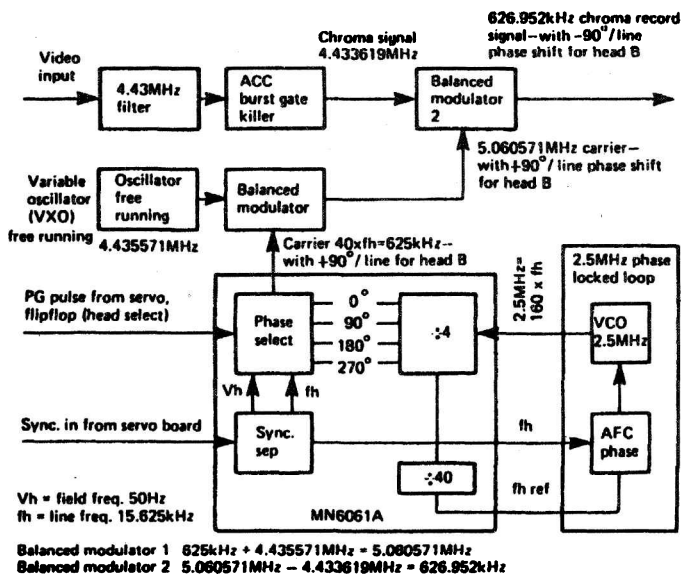 626.952kHz chroma record
signal–with –90°/line
phase shift for head B
Chroma signal
4.433619MHz
Video
input
4.43MHz
filter
ACC
burst gate
killer
Balanced
modulator
2
5.060571MHz carrier–
with+90°/line phase shift
for head B
Variable
oscillator
(VXO)
free running
Oscillator
free
running
4.435571MHz
Balanced
modulator
Carrier 40xfh=625kHz–
with +90°/line for head B
2.5MHz phase
locked loop
PG pulse from servo,
flipflop (head select)
Phase
select
0°
90°
180°
270°
÷4
2.5MHz=
160 x fh
VCO
2.5MHz
Vh
fh
Sync. in from servo board
Sync.
sep
fh
AFC
phase
÷40
fh ref
MN6061A
Vh = field freq. 50Hz
fh = line freq. 15.625kHz
Balanced modulator 1 625kHz + 4.435571MHz = 5.060571MHz
Balanced modulator 2 5.060571MHz – 4.433619MHz = 626.952kHz